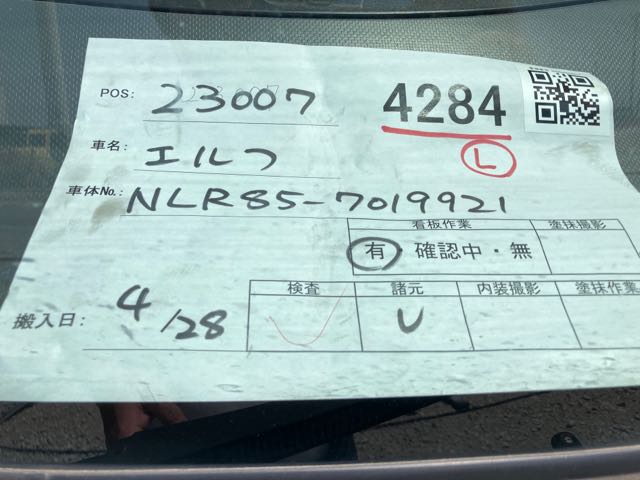 POS: 23007
4284
Ⓛ
車名: エルフ
車体No.: NLR85-7019921
看板作業 塗抹撮影
有・確認中・無
検査 諸元 内装撮影 塗抹作業
搬入日: 4/28